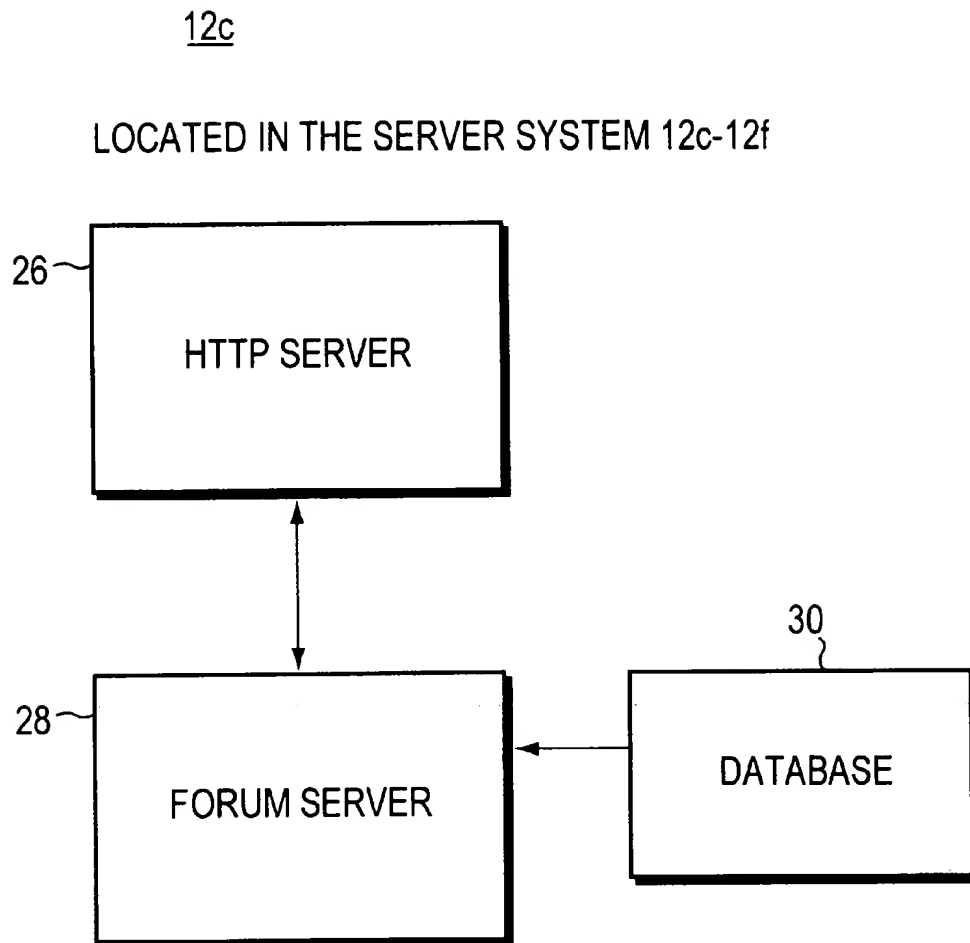 12c
LOCATED IN THE SERVER SYSTEM 12c-12f
26
HTTP SERVER
30
28
DATABASE
FORUM SERVER